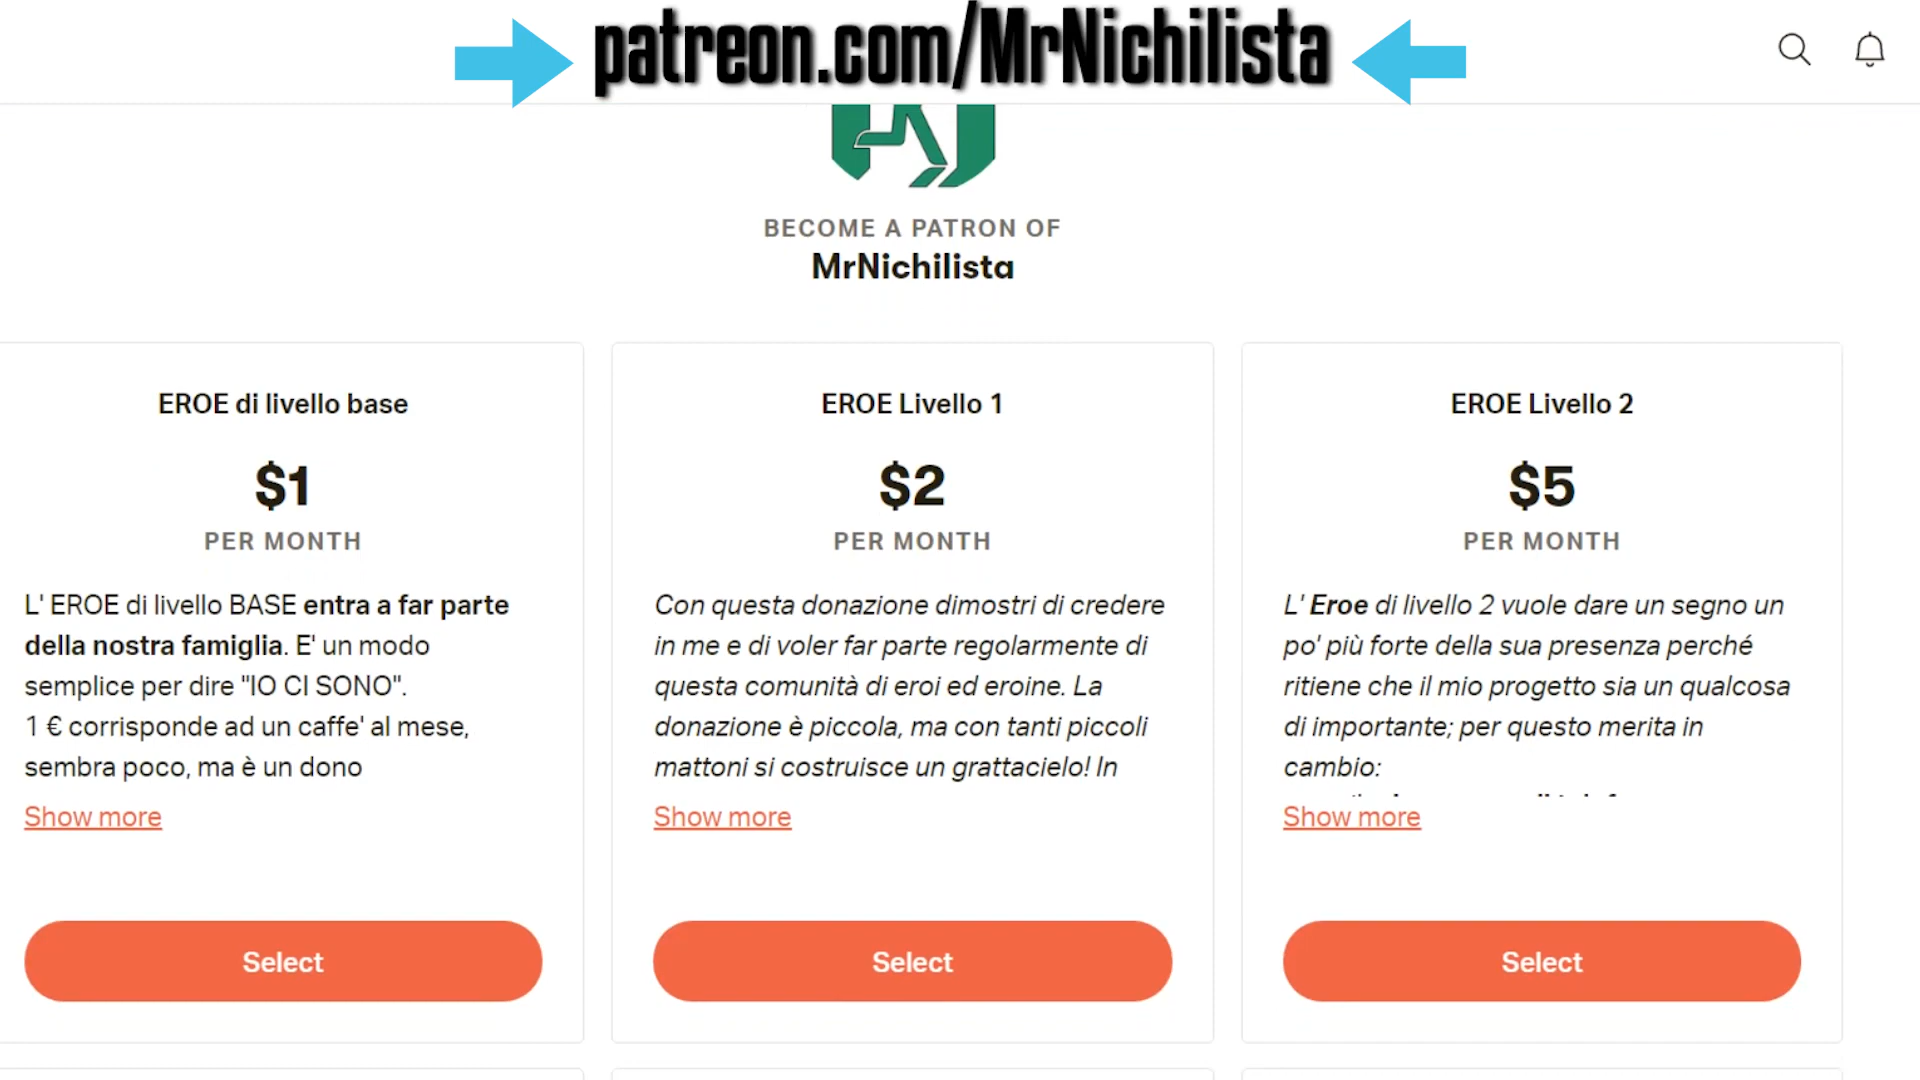 patreon.com/MrNichilista
BECOME A PATRON OF
MrNichilista
EROE di livello base
$1
PER MONTH
L' EROE di livello BASE entra a far parte
della nostra famiglia. E' un modo
semplice per dire "IO CI SONO".
1 € corrisponde ad un caffe' al mese,
sembra poco, ma è un dono
Show more
Select
EROE Livello 1
$2
PER MONTH
Con questa donazione dimostri di credere
in me e di voler far parte regolarmente di
questa comunità di eroi ed eroine. La
donazione è piccola, ma con tanti piccoli
mattoni si costruisce un grattacielo! In
Show more
Select
EROE Livello 2
$5
PER MONTH
L' Eroe di livello 2 vuole dare un segno un
po' più forte della sua presenza perché
ritiene che il mio progetto sia un qualcosa
di importante; per questo merita in
cambio:
Show more
Select